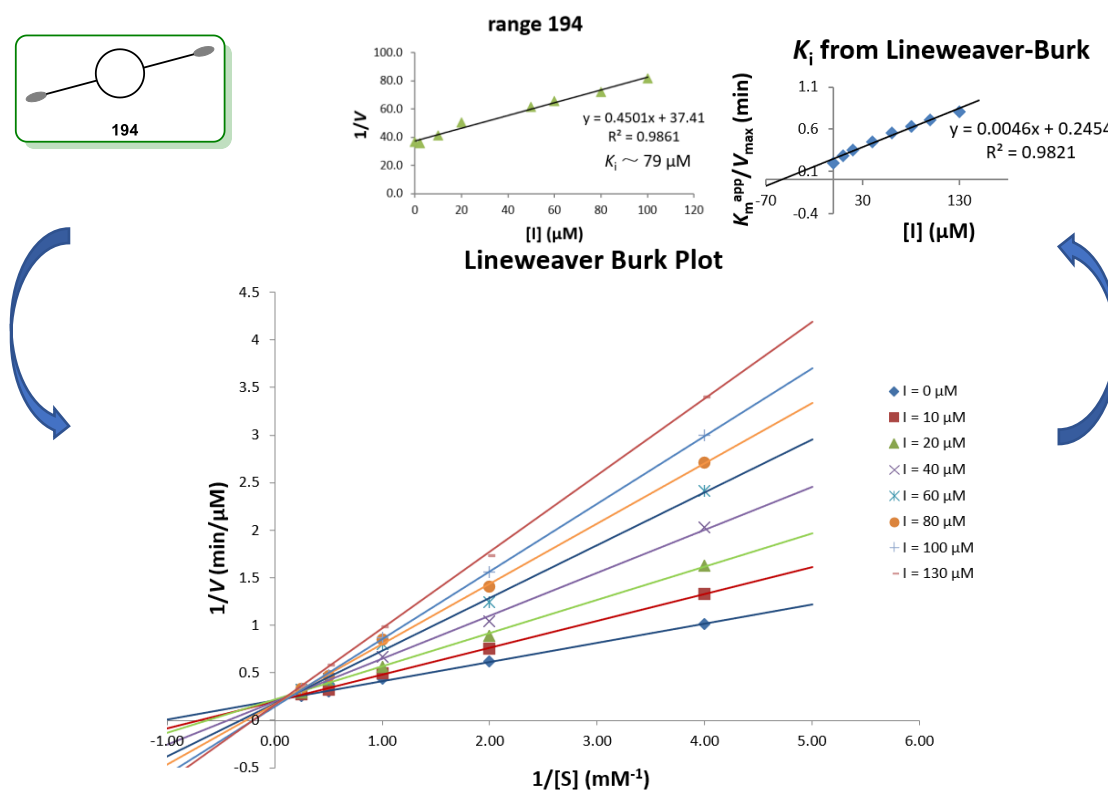 194
range 194
100.0
80.0
60.0
40.0
20.0
0.0
1/V
0 20 40 60 80 100 120
[I] (µM)
y = 0.4501x + 37.41
R² = 0.9861
Ki ~ 79 µM
Ki from Lineweaver-Burk
Kmapp/Vmax (min)
1.1
0.6
0.1
-0.4
-70 30 130
[I] (µM)
y = 0.0046x + 0.2454
R² = 0.9821
Lineweaver Burk Plot
4.5
4
3.5
3
2.5
2
1.5
1
0.5
0
-0.5
1/V (min/µM)
-1.00 0.00 1.00 2.00 3.00 4.00 5.00 6.00
1/[S] (mM-1)
I = 0 µM
I = 10 µM
I = 20 µM
I = 40 µM
I = 60 µM
I = 80 µM
I = 100 µM
I = 130 µM